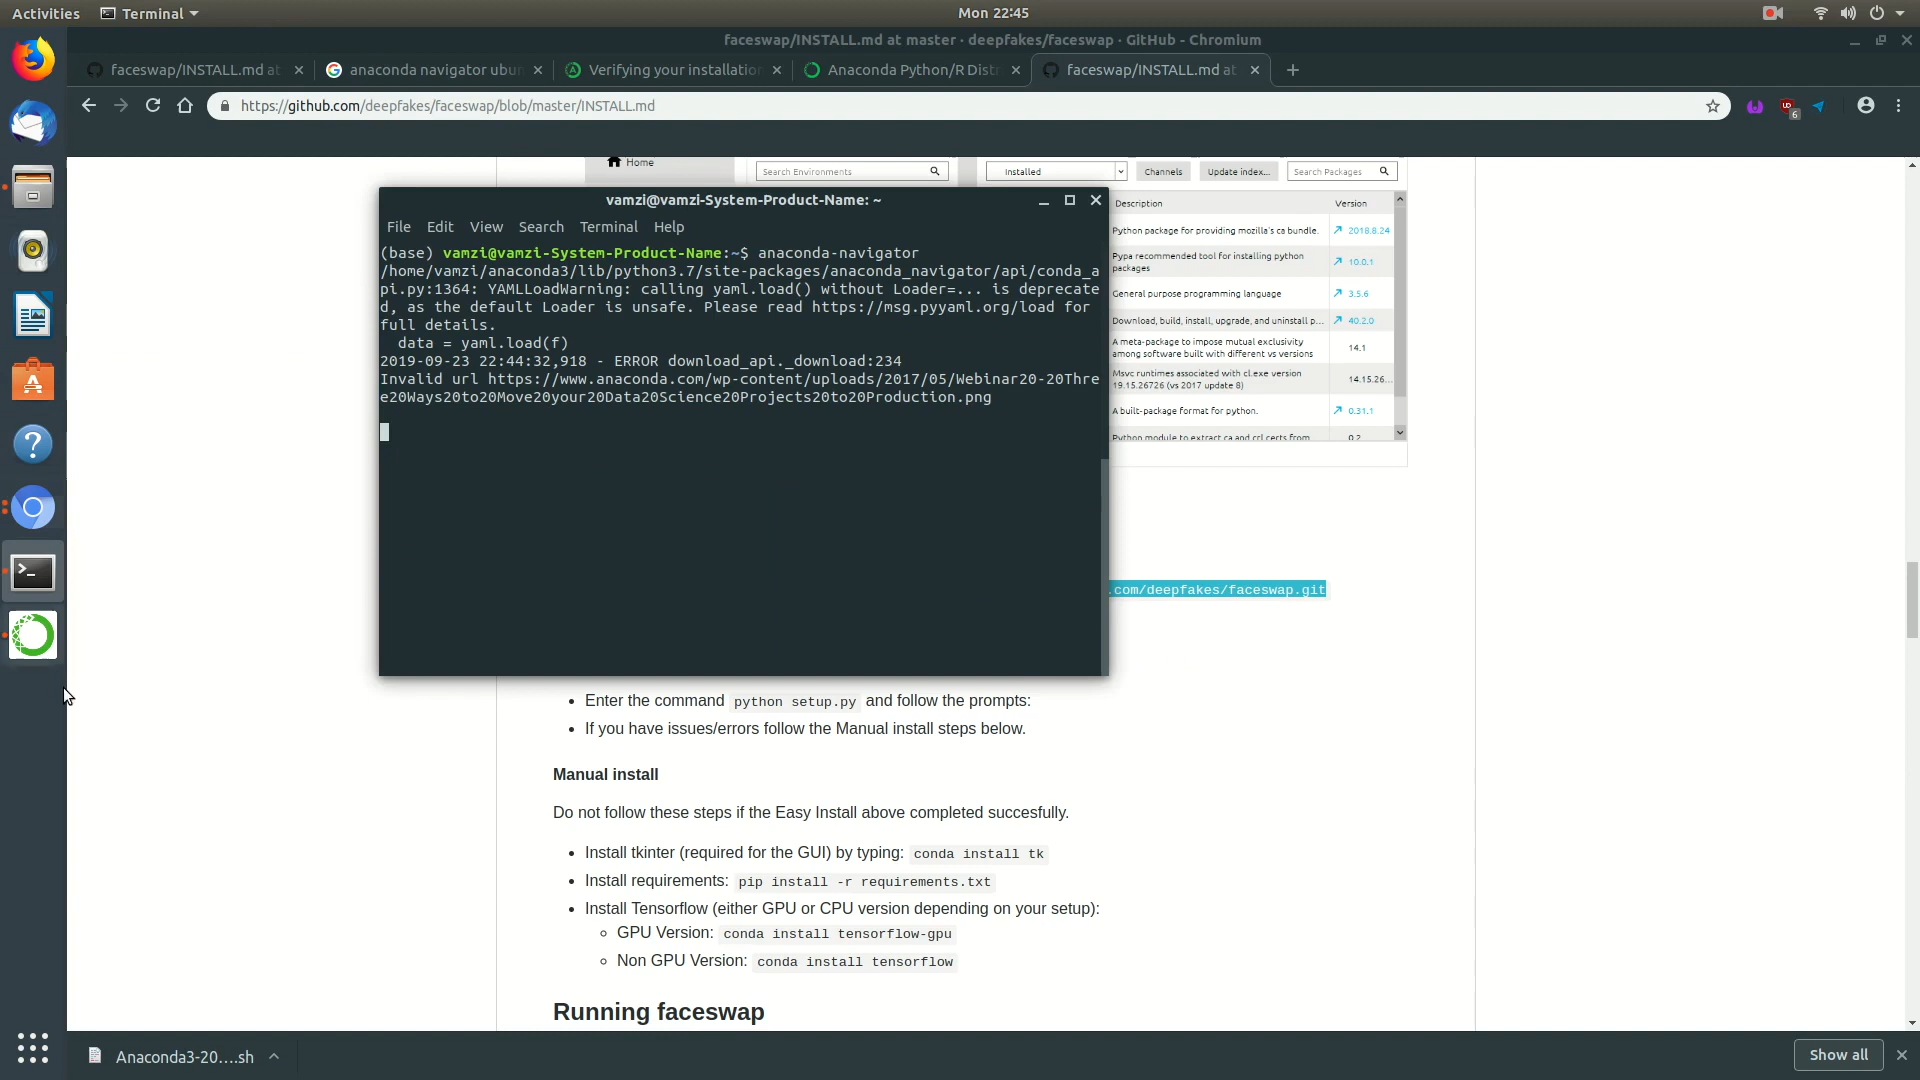 Activities
Terminal
Mon 22:45
faceswap/INSTALL.md at master · deepfakes/faceswap · GitHub - Chromium
faceswap/INSTALL.md at
anaconda navigator ubun
Verifying your installatio
Anaconda Python/R Distr
faceswap/INSTALL.md at
https://github.com/deepfakes/faceswap/blob/master/INSTALL.md
6
Home
Search Environments
Installed
Channels
Update index...
Search Packages
vamzi@vamzi-System-Product-Name: ~
File Edit View Search Terminal Help
(base) vamzi@vamzi-System-Product-Name:~$ anaconda-navigator
/home/vamzi/anaconda3/lib/python3.7/site-packages/anaconda_navigator/api/conda_a
pi.py:1364: YAMLLoadWarning: calling yaml.load() without Loader=... is deprecate
d, as the default Loader is unsafe. Please read https://msg.pyyaml.org/load for
full details.
data = yaml.load(f)
2019-09-23 22:44:32,918 - ERROR download_api._download:234
Invalid url https://www.anaconda.com/wp-content/uploads/2017/05/Webinar20-20Thre
e20Ways20to20Move20your20Data20Science20Projects20to20Production.png
Description Version
Python package for providing mozilla's ca bundle. 2018.8.24
Pypa recommended tool for installing python
packages
10.0.1
General purpose programming language 3.5.6
Download, build, install, upgrade, and uninstall p... 40.2.0
A meta-package to impose mutual exclusivity
among software built with different vs versions
14.1
Msvc runtimes associated with cl.exe version
19.15.26726 (vs 2017 update 8)
14.15.26...
A built-package format for python. 0.31.1
Python module to extract ca and crl certs from 0.2
.com/deepfakes/faceswap.git
Enter the command python setup.py and follow the prompts:
If you have issues/errors follow the Manual install steps below.
Manual install
Do not follow these steps if the Easy Install above completed succesfully.
Install tkinter (required for the GUI) by typing: conda install tk
Install requirements: pip install -r requirements.txt
Install Tensorflow (either GPU or CPU version depending on your setup):
GPU Version: conda install tensorflow-gpu
Non GPU Version: conda install tensorflow
Running faceswap
Anaconda3-20....sh
Show all